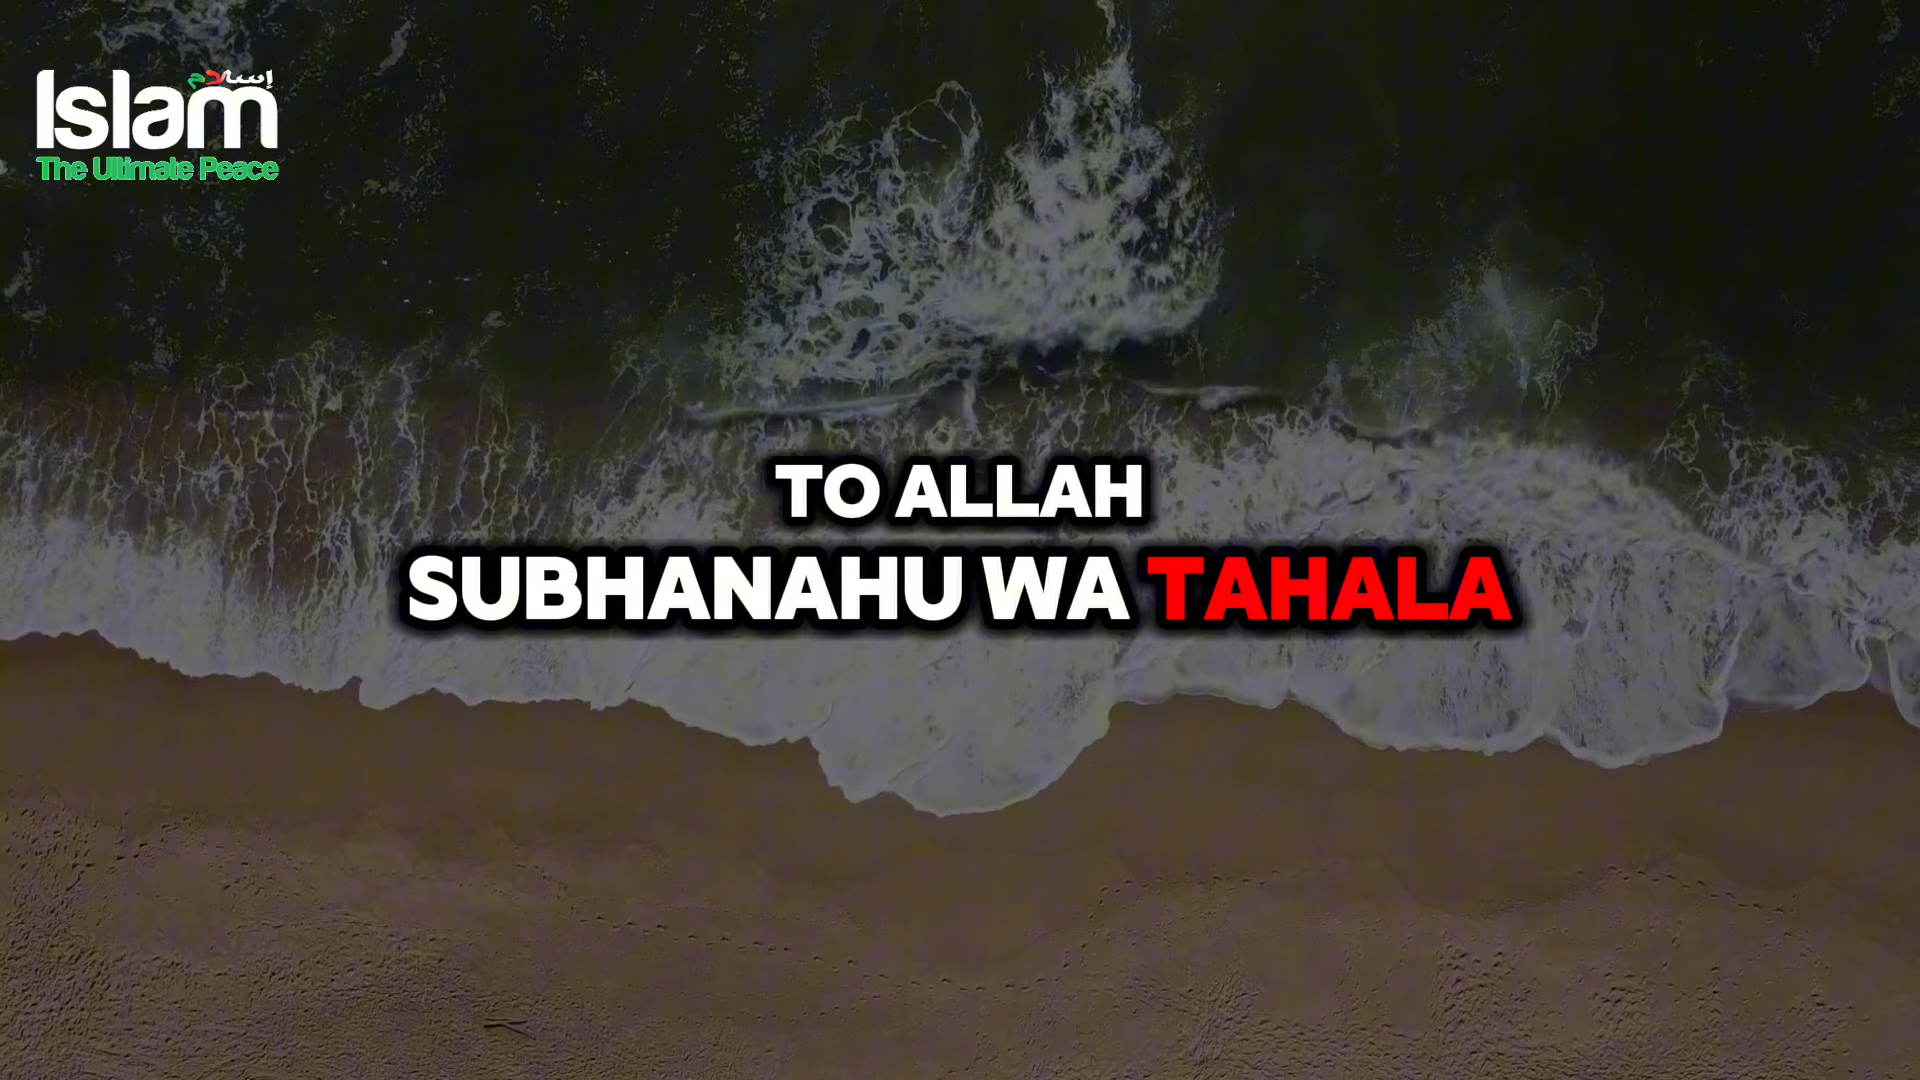 إسلام
Islam
The Ultimate Peace
TO ALLAH
SUBHANAHU WA TAHALA